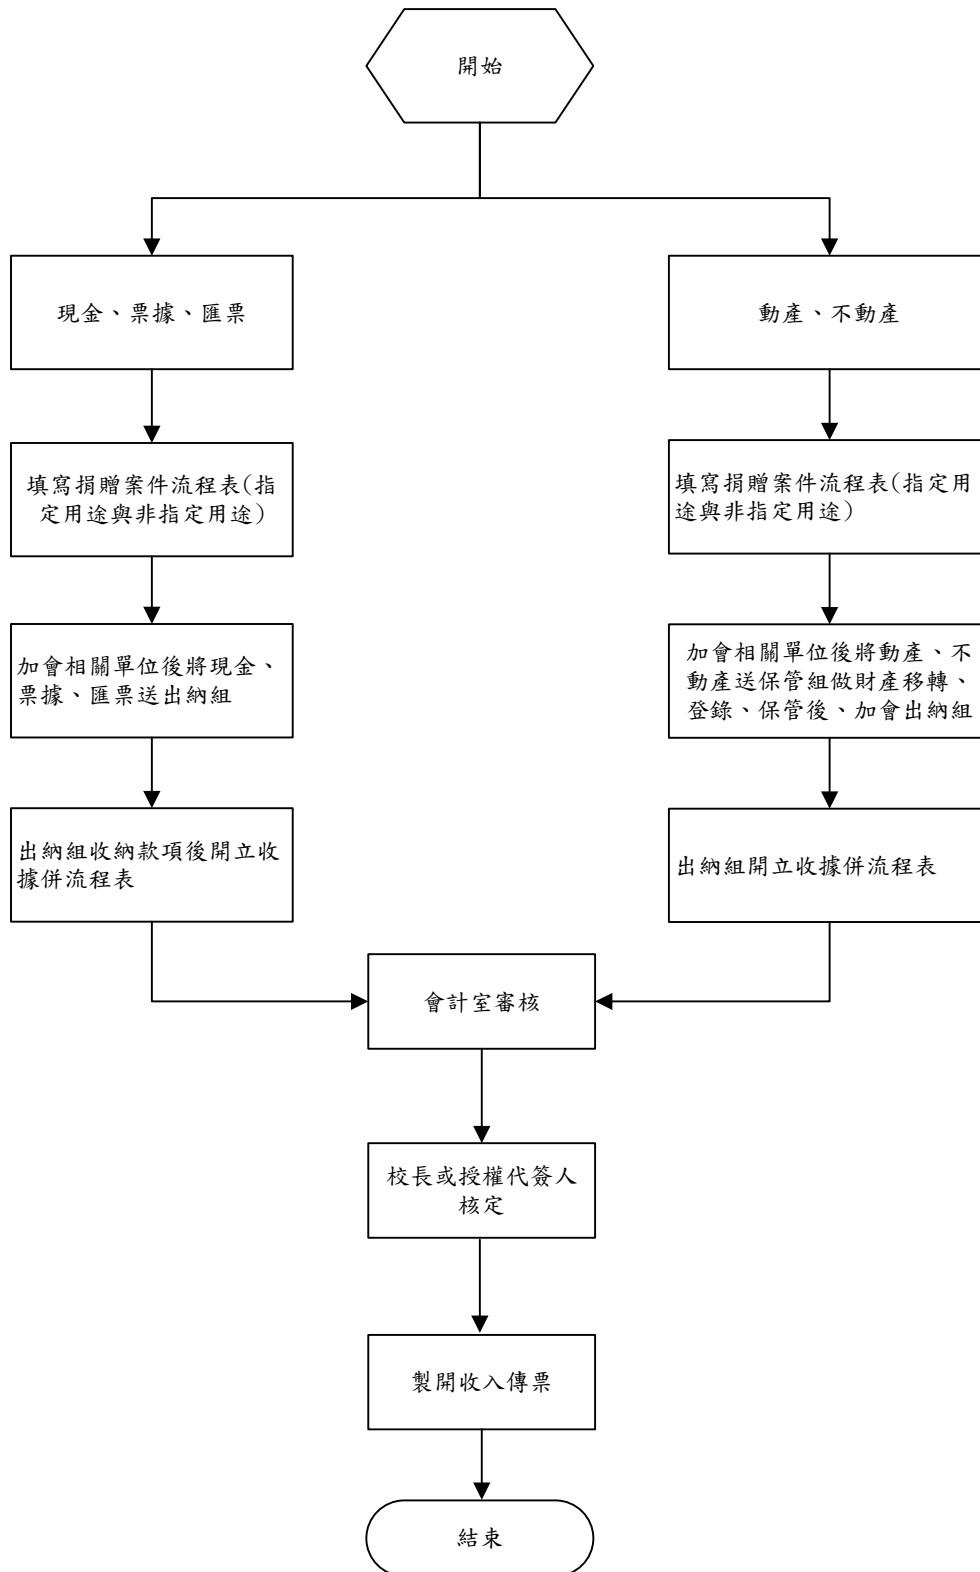 開始
現金、票據、匯票
動產、不動產
填寫捐贈案件流程表(指
定用途與非指定用途)
填寫捐贈案件流程表(指定用
途與非指定用途)
加會相關單位後將現金、
票據、匯票送出納組
加會相關單位後將動產、不
動產送保管組做財產移轉、
登錄、保管後、加會出納組
出納組收納款項後開立收
據併流程表
出納組開立收據併流程表
會計室審核
校長或授權代簽人
核定
製開收入傳票
結束